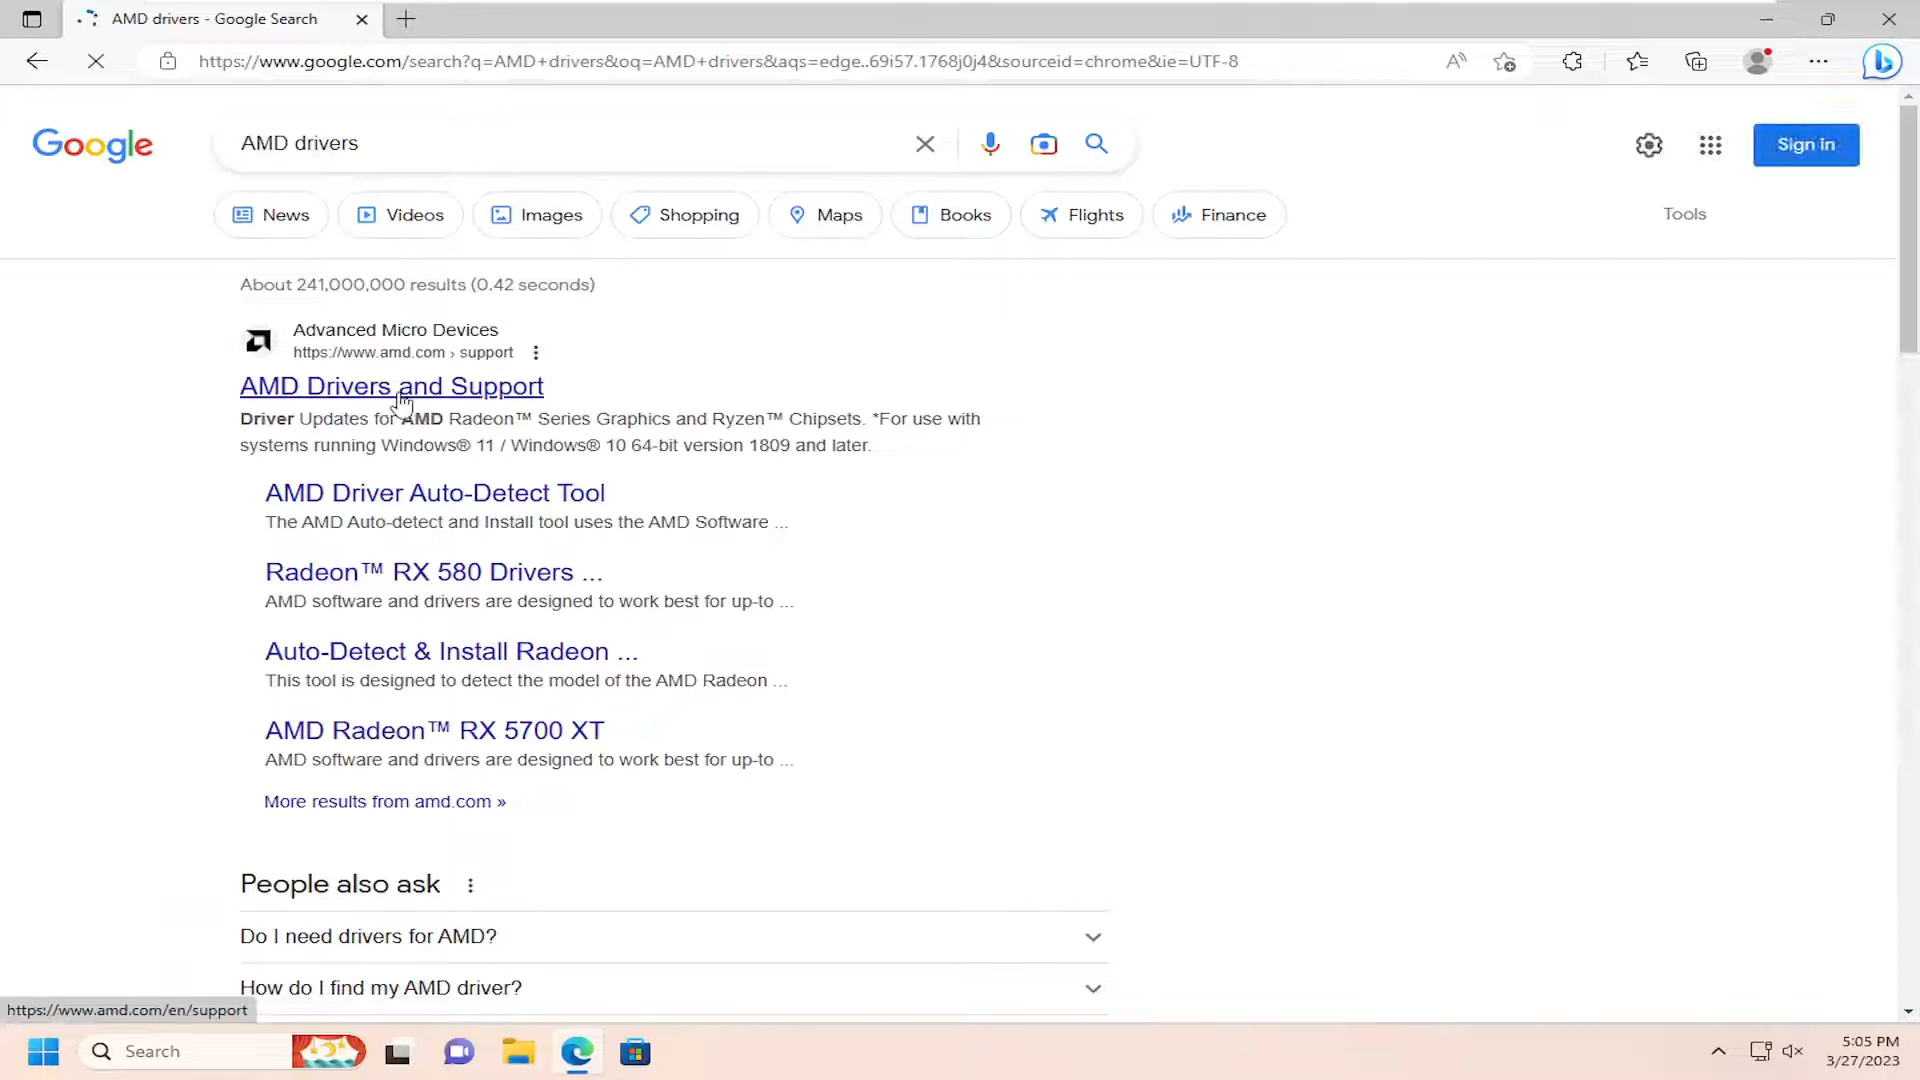 AMD drivers - Google Search
https://www.google.com/search?q=AMD+drivers&oq=AMD+drivers&aqs=edge..69i57.1768j0j4&sourceid=chrome&ie=UTF-8
Google
AMD drivers
Sign in
News
Videos
Images
Shopping
Maps
Books
Flights
Finance
Tools
About 241,000,000 results (0.42 seconds)
Advanced Micro Devices
https://www.amd.com › support
AMD Drivers and Support
Driver Updates for AMD Radeon™ Series Graphics and Ryzen™ Chipsets. *For use with
systems running Windows® 11 / Windows® 10 64-bit version 1809 and later.
AMD Driver Auto-Detect Tool
The AMD Auto-detect and Install tool uses the AMD Software ...
Radeon™ RX 580 Drivers ...
AMD software and drivers are designed to work best for up-to ...
Auto-Detect & Install Radeon ...
This tool is designed to detect the model of the AMD Radeon ...
AMD Radeon™ RX 5700 XT
AMD software and drivers are designed to work best for up-to ...
More results from amd.com »
People also ask
Do I need drivers for AMD?
How do I find my AMD driver?
https://www.amd.com/en/support
Search
5:05 PM
3/27/2023